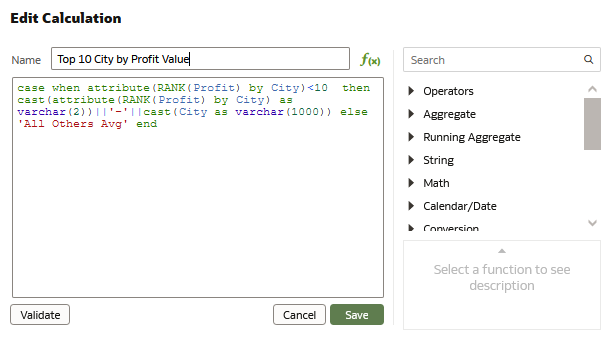 Edit Calculation
Name
Top 10 City by Profit Value
f(x)
case when attribute(RANK(Profit) by City)<10  then
cast(attribute(RANK(Profit) by City) as
varchar(2))||'-'||cast(City as varchar(1000)) else
'All Others Avg' end
Validate
Cancel
Save
Search
Operators
Aggregate
Running Aggregate
String
Math
Calendar/Date
Conversion
Select a function to see
description